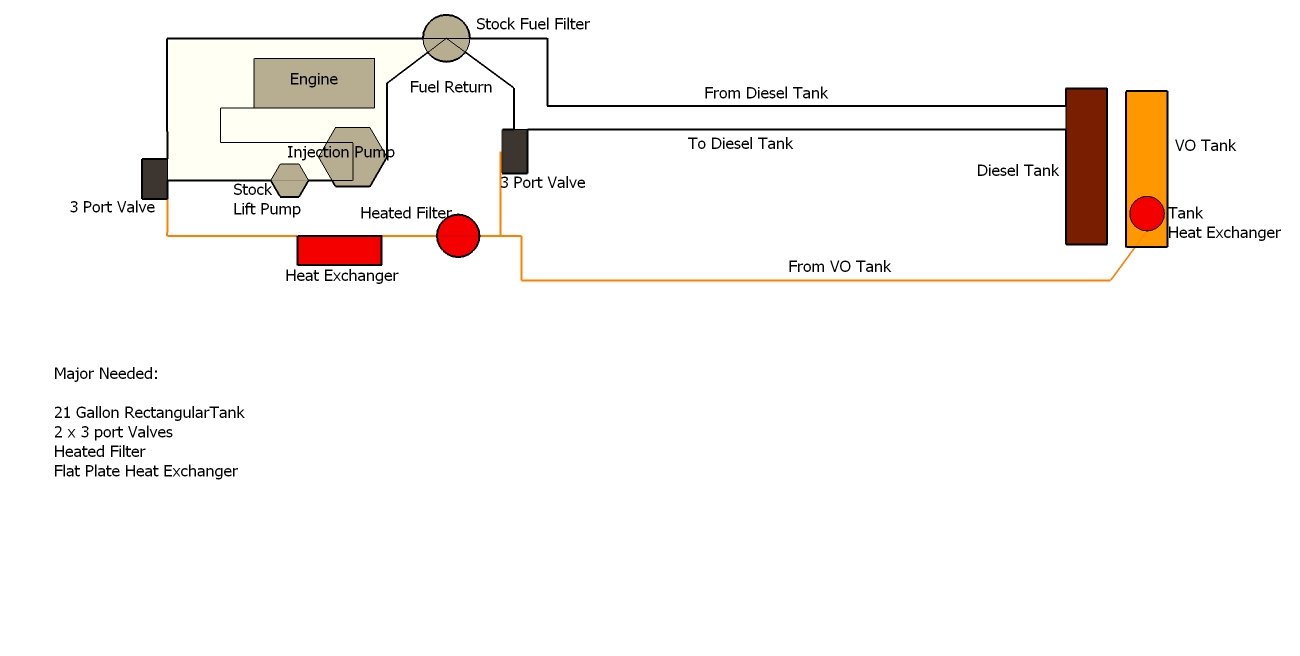 Stock Fuel Filter
Engine
Fuel Return
From Diesel Tank
To Diesel Tank
VO Tank
Injection Pump
Diesel Tank
3 Port Valve
Stock
Lift Pump
3 Port Valve
Heated Filter
Tank
Heat Exchanger
From VO Tank
Heat Exchanger
Major Needed:
21 Gallon RectangularTank
2 x 3 port Valves
Heated Filter
Flat Plate Heat Exchanger